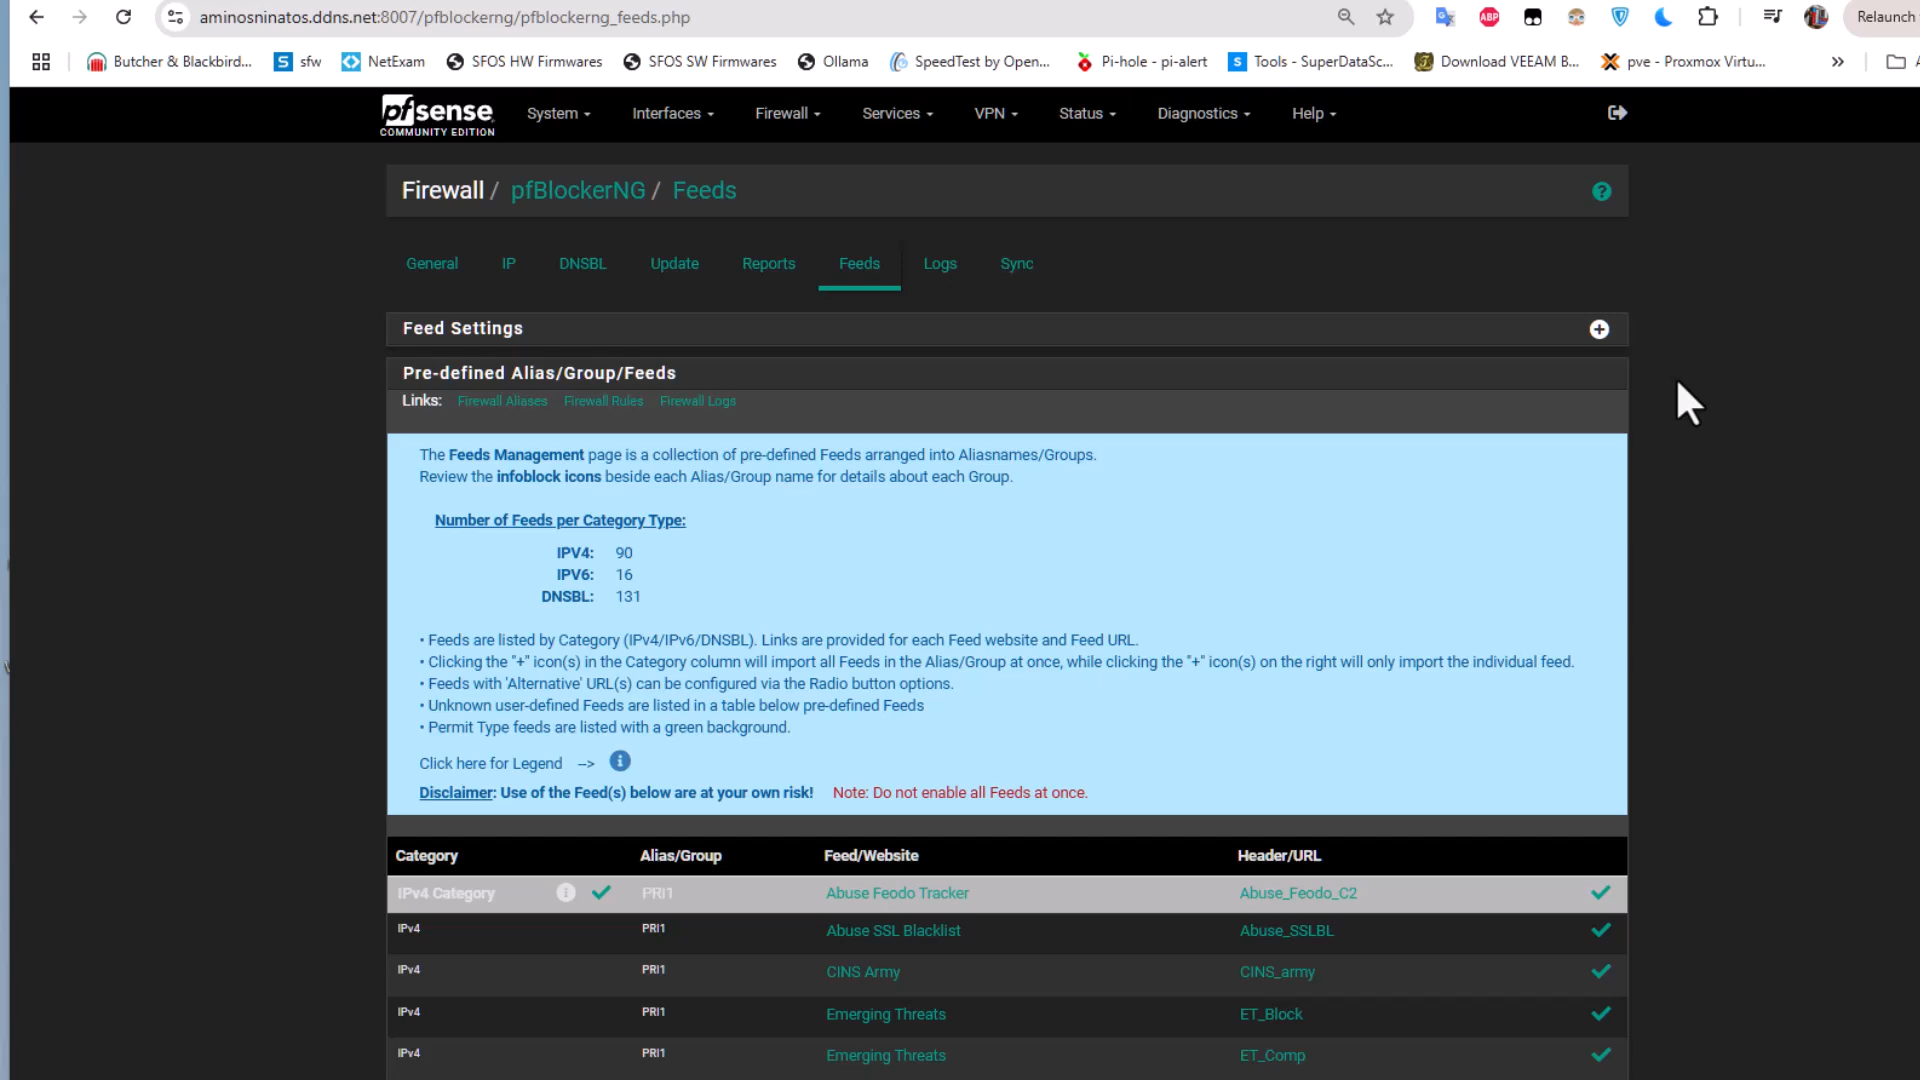 aminosninatos.ddns.net:8007/pfblockerng/pfblockerng_feeds.php
ABP
Relaunch
Butcher & Blackbird...
S sfw
NetExam
SFOS HW Firmwares
SFOS SW Firmwares
Ollama
SpeedTest by Open...
Pi-hole - pi-alert
S Tools - SuperDataSc...
Download VEEAM B...
pve - Proxmox Virtu...
»
pfsense
COMMUNITY EDITION
System
Interfaces
Firewall
Services
VPN
Status
Diagnostics
Help
Firewall / pfBlockerNG / Feeds
General
IP
DNSBL
Update
Reports
Feeds
Logs
Sync
Feed Settings
Pre-defined Alias/Group/Feeds
Links: Firewall Aliases Firewall Rules Firewall Logs
The Feeds Management page is a collection of pre-defined Feeds arranged into Aliasnames/Groups.
Review the infoblock icons beside each Alias/Group name for details about each Group.
Number of Feeds per Category Type:
IPV4: 90
IPV6: 16
DNSBL: 131
• Feeds are listed by Category (IPv4/IPv6/DNSBL). Links are provided for each Feed website and Feed URL.
• Clicking the "+" icon(s) in the Category column will import all Feeds in the Alias/Group at once, while clicking the "+" icon(s) on the right will only import the individual feed.
• Feeds with 'Alternative' URL(s) can be configured via the Radio button options.
• Unknown user-defined Feeds are listed in a table below pre-defined Feeds
• Permit Type feeds are listed with a green background.
Click here for Legend -->
Disclaimer: Use of the Feed(s) below are at your own risk! Note: Do not enable all Feeds at once.
Category Alias/Group Feed/Website Header/URL
IPv4 Category PRI1 Abuse Feodo Tracker Abuse_Feodo_C2
IPv4 PRI1 Abuse SSL Blacklist Abuse_SSLBL
IPv4 PRI1 CINS Army CINS_army
IPv4 PRI1 Emerging Threats ET_Block
IPv4 PRI1 Emerging Threats ET_Comp